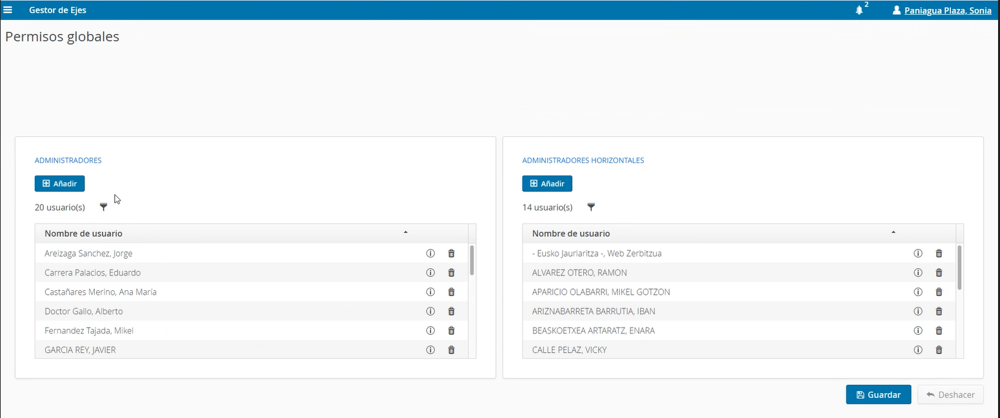 Gestor de Ejes
2
Paniagua Plaza, Sonia
Permisos globales
ADMINISTRADORES
Añadir
20 usuario(s)
Nombre de usuario
Areizaga Sanchez, Jorge
Carrera Palacios, Eduardo
Castañares Merino, Ana María
Doctor Gallo, Alberto
Fernandez Tajada, Mikel
GARCIA REY, JAVIER
ADMINISTRADORES HORIZONTALES
Añadir
14 usuario(s)
Nombre de usuario
- Eusko Jaurlaritza -, Web Zerbitzua
ALVAREZ OTERO, RAMON
APARICIO OLABARRI, MIKEL GOTZON
ARIZNABARRETA BARRUTIA, IBAN
BEASKOETXEA ARTARATZ, ENARA
CALLE PELAZ, VICKY
Guardar
Deshacer